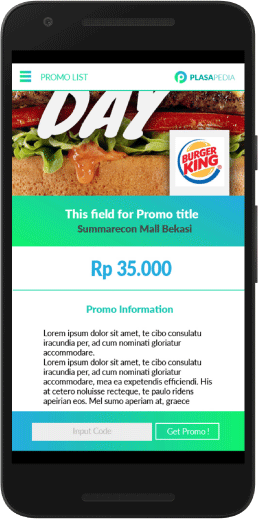 PROMO LIST
PLASAPEDIA
DAY
BURGER
KING
This field for Promo title
Summarecon Mall Bekasi
Rp 35.000
Promo Information
Lorem ipsum dolor sit amet, te cibo consulatu
iracundia per, ad cum nominati gloriatur
accommodare.
Lorem ipsum dolor sit amet, te cibo consulatu
iracundia per, ad cum nominati gloriatur
accommodare, mea ea expetendis efficiendi. His
at cetero noluisse recteque, te paulo ridens
apeirian eos. Mel sumo aperiam at, graece
Input Code
Get Promo !